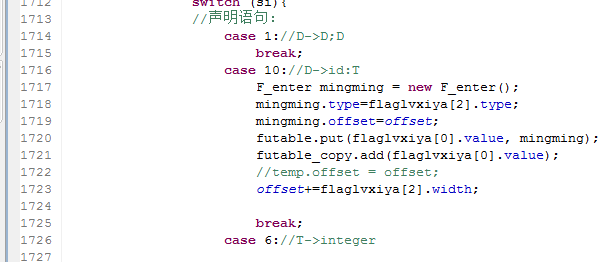 1712 switch (si){
1713 //声明语句:
1714 case 1://D->D;D
1715 break;
1716 case 10://D->id:T
1717 F_enter mingming = new F_enter();
1718 mingming.type=flaglvxiya[2].type;
1719 mingming.offset=offset;
1720 futable.put(flaglvxiya[0].value, mingming);
1721 futable_copy.add(flaglvxiya[0].value);
1722 //temp.offset = offset;
1723 offset+=flaglvxiya[2].width;
1724
1725 break;
1726 case 6://T->integer
1727